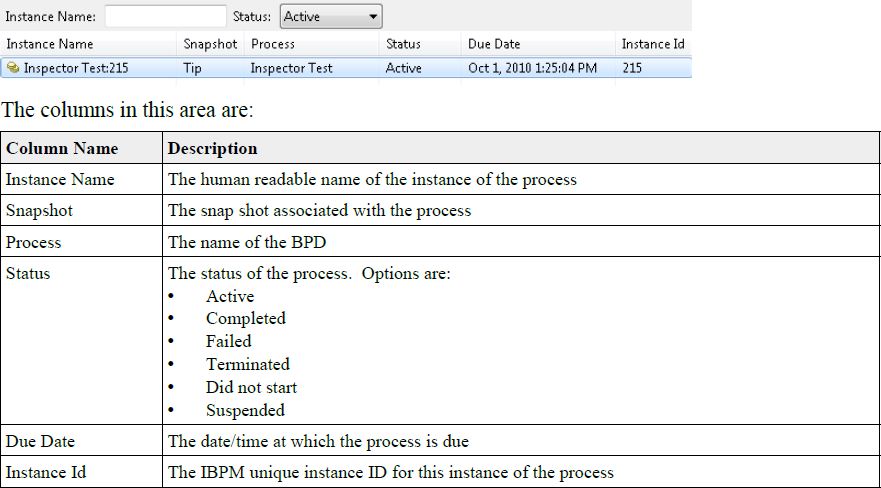 Instance Name: Status: Active
Instance Name Snapshot Process Status Due Date Instance Id
Inspector Test:215 Tip Inspector Test Active Oct 1, 2010 1:25:04 PM 215
The columns in this area are:
Column Name Description
Instance Name The human readable name of the instance of the process
Snapshot The snap shot associated with the process
Process The name of the BPD
Status The status of the process. Options are:
• Active
• Completed
• Failed
• Terminated
• Did not start
• Suspended
Due Date The date/time at which the process is due
Instance Id The IBPM unique instance ID for this instance of the process